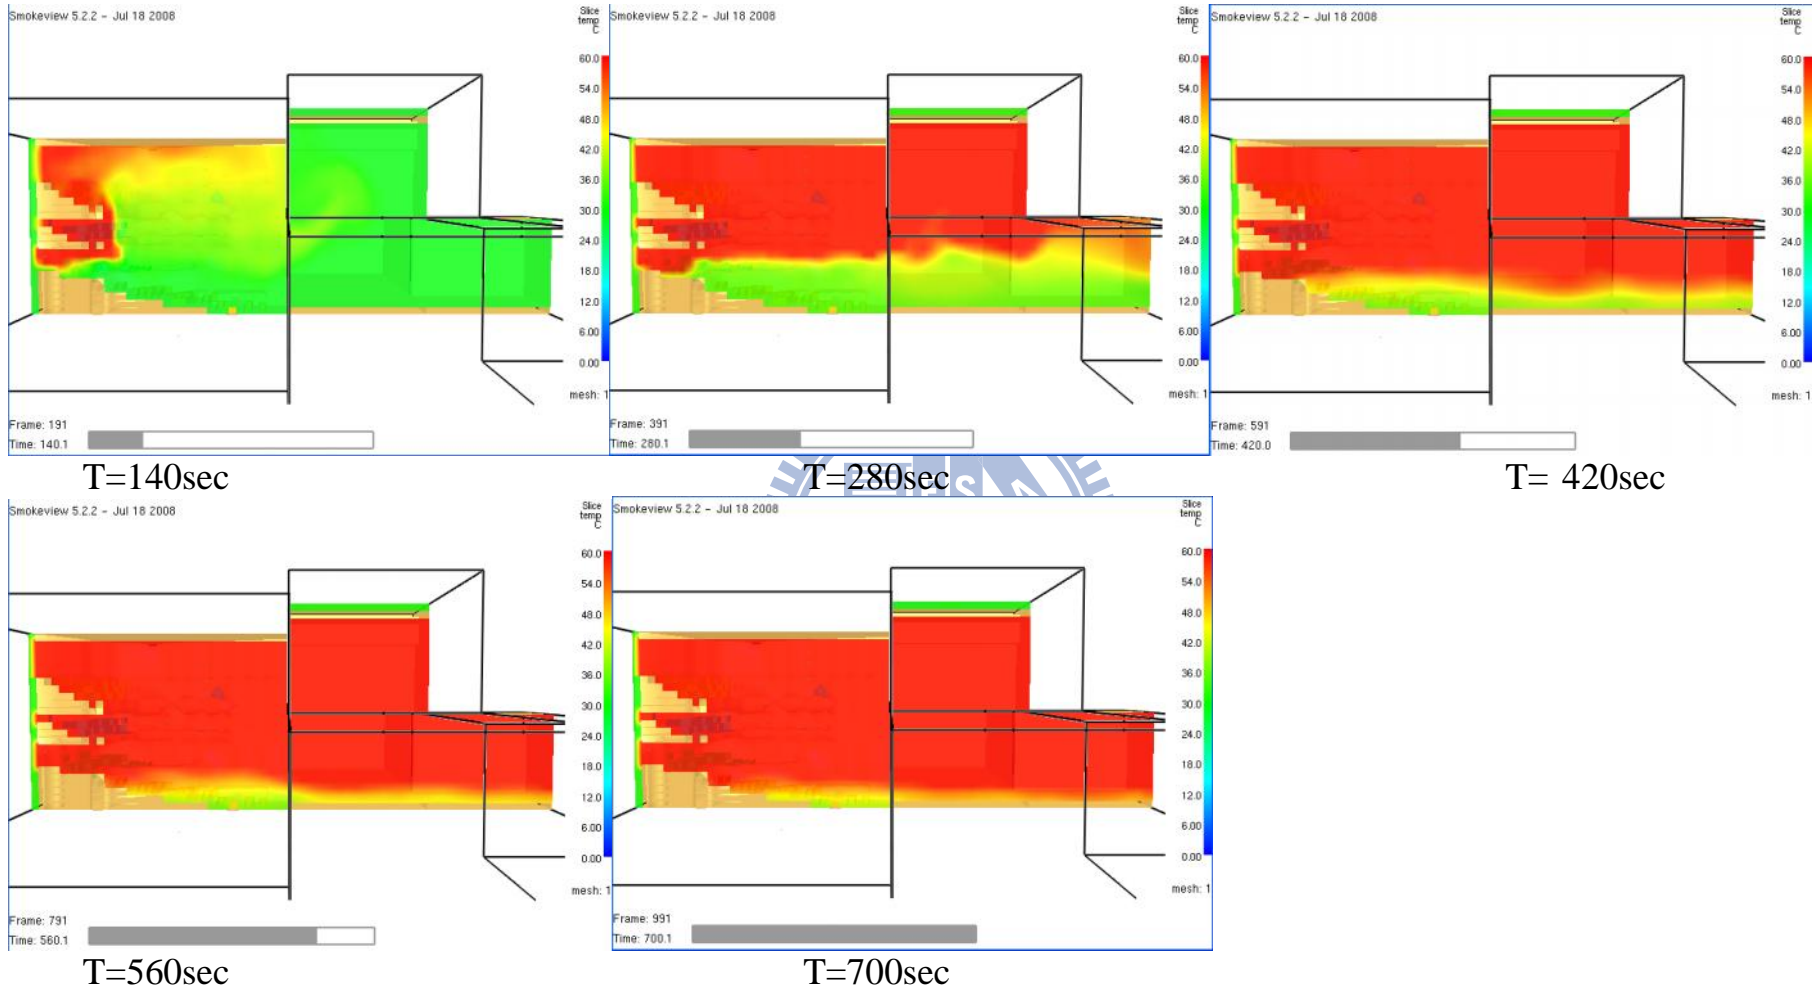 Smokeview 5.2.2 - Jul 18 2008
Slice
temp
C
60.0
54.0
48.0
42.0
36.0
30.0
24.0
18.0
12.0
6.00
0.00
mesh: 1
Frame: 191
Time: 140.1
Smokeview 5.2.2 - Jul 18 2008
Slice
temp
C
60.0
54.0
48.0
42.0
36.0
30.0
24.0
18.0
12.0
6.00
0.00
mesh: 1
Frame: 391
Time: 280.1
Smokeview 5.2.2 - Jul 18 2008
Slice
temp
C
60.0
54.0
48.0
42.0
36.0
30.0
24.0
18.0
12.0
6.00
0.00
mesh: 1
Frame: 591
Time: 420.0
T=140sec
T=280sec
T= 420sec
Smokeview 5.2.2 - Jul 18 2008
Slice
temp
C
60.0
54.0
48.0
42.0
36.0
30.0
24.0
18.0
12.0
6.00
0.00
mesh: 1
Frame: 791
Time: 560.1
Smokeview 5.2.2 - Jul 18 2008
Slice
temp
C
60.0
54.0
48.0
42.0
36.0
30.0
24.0
18.0
12.0
6.00
0.00
mesh: 1
Frame: 991
Time: 700.1
T=560sec
T=700sec